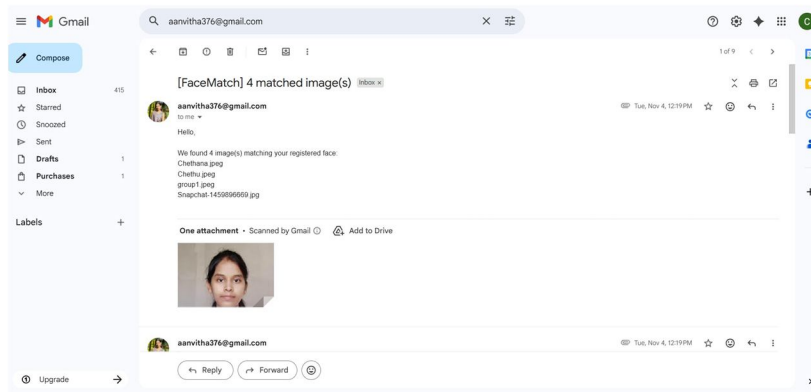 Gmail
aanvitha376@gmail.com
Compose
Inbox 415
Starred
Snoozed
Sent
Drafts 1
Purchases 1
More
Labels
Upgrade
1 of 9
[FaceMatch] 4 matched image(s) Inbox x
aanvitha376@gmail.com Tue, Nov 4, 12:19 PM
to me
Hello,
We found 4 image(s) matching your registered face:
Chethana.jpeg
Chethu.jpeg
group1.jpeg
Snapchat-1459896669.jpg
One attachment • Scanned by Gmail Add to Drive
aanvitha376@gmail.com Tue, Nov 4, 12:19 PM
Reply Forward